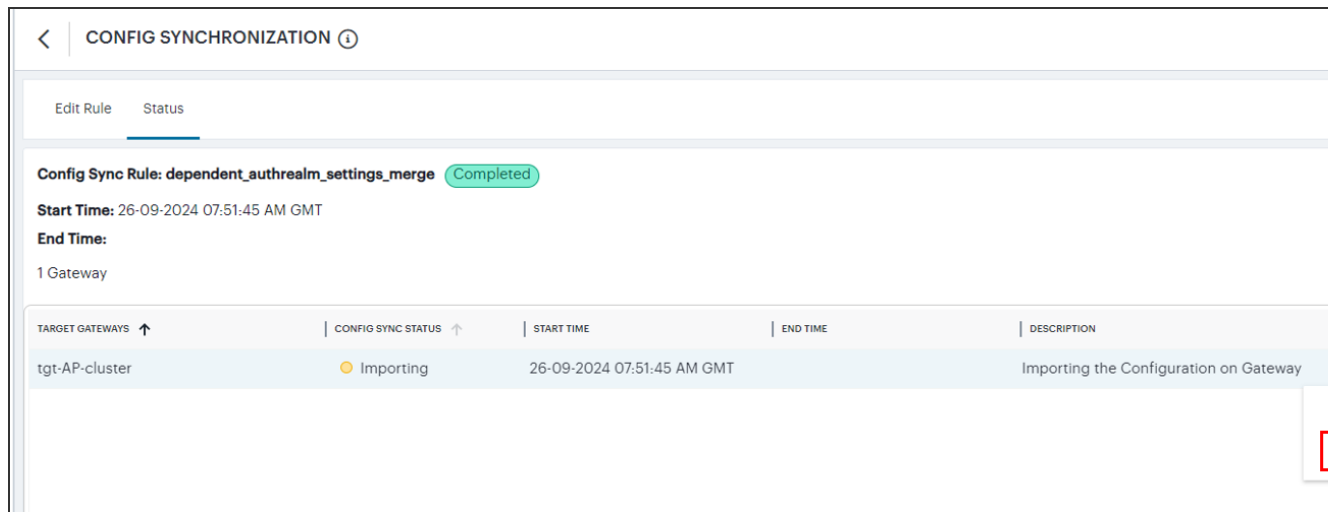 CONFIG SYNCHRONIZATION
Edit Rule Status
Config Sync Rule: dependent_authrealm_settings_merge Completed
Start Time: 26-09-2024 07:51:45 AM GMT
End Time:
1 Gateway
TARGET GATEWAYS CONFIG SYNC STATUS START TIME END TIME DESCRIPTION
tgt-AP-cluster Importing 26-09-2024 07:51:45 AM GMT Importing the Configuration on Gateway